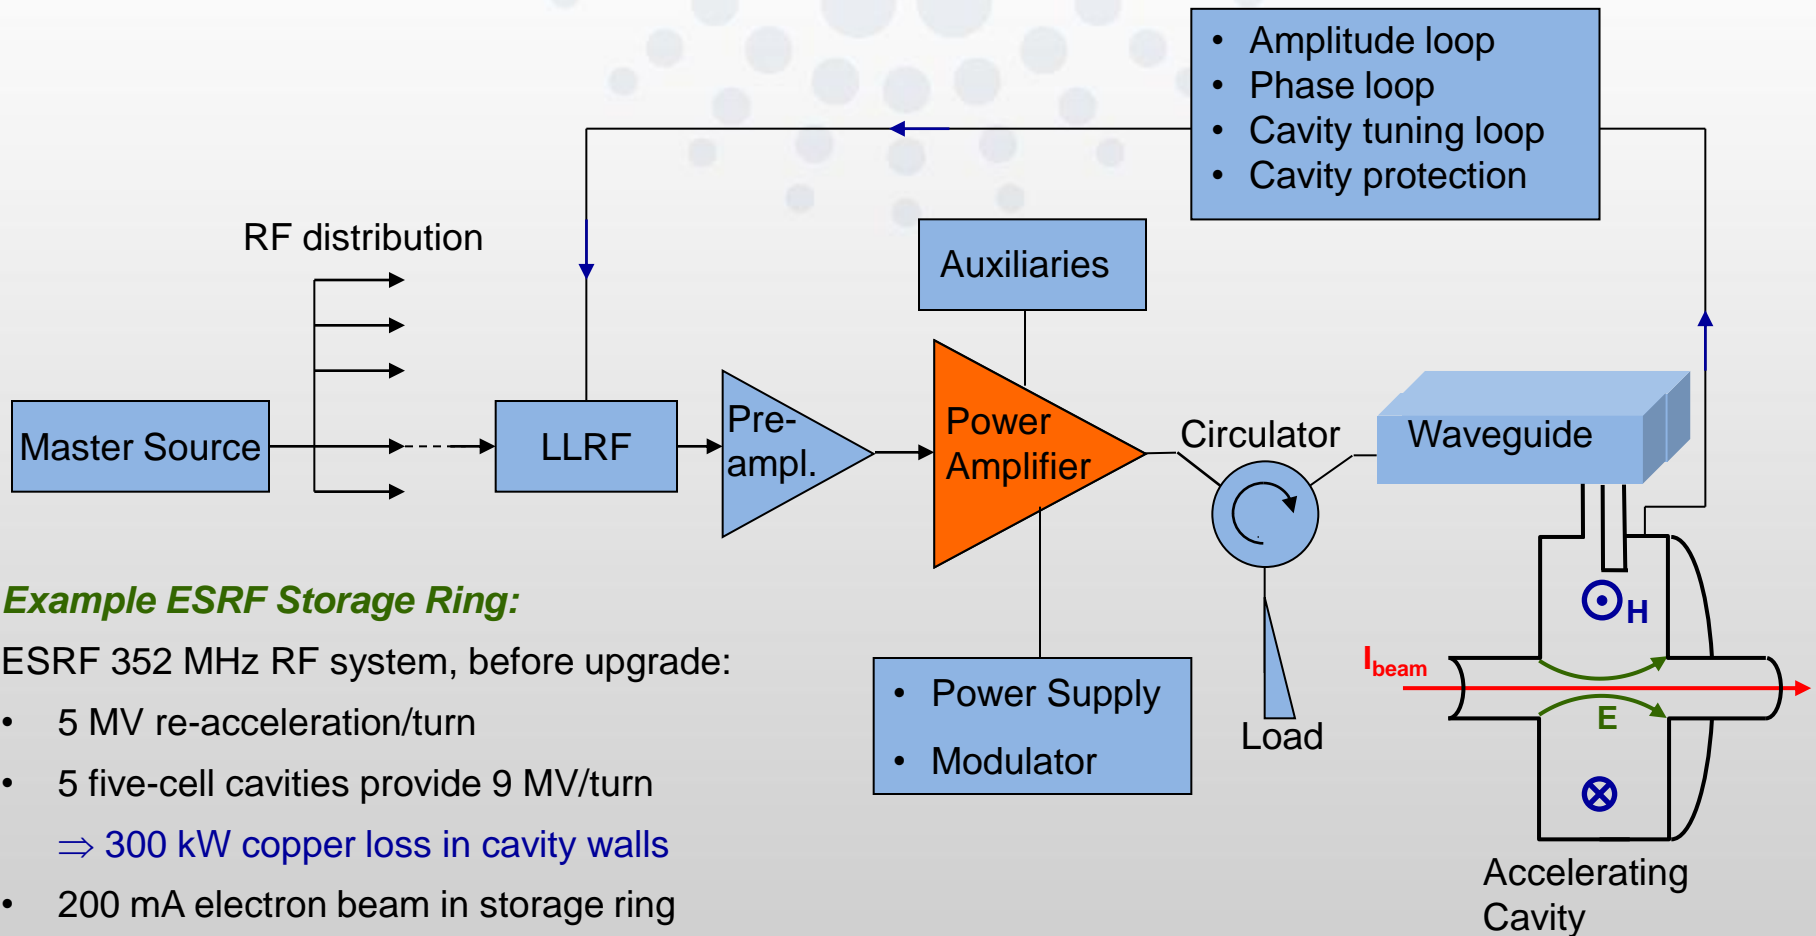 • Amplitude loop
• Phase loop
• Cavity tuning loop
• Cavity protection
RF distribution
Auxiliaries
Master Source
LLRF
Pre-
ampl.
Power
Amplifier
Circulator
Waveguide
• Power Supply
• Modulator
Load
H
I_beam
E
Accelerating
Cavity
Example ESRF Storage Ring:
ESRF 352 MHz RF system, before upgrade:
• 5 MV re-acceleration/turn
• 5 five-cell cavities provide 9 MV/turn
⇒ 300 kW copper loss in cavity walls
• 200 mA electron beam in storage ring